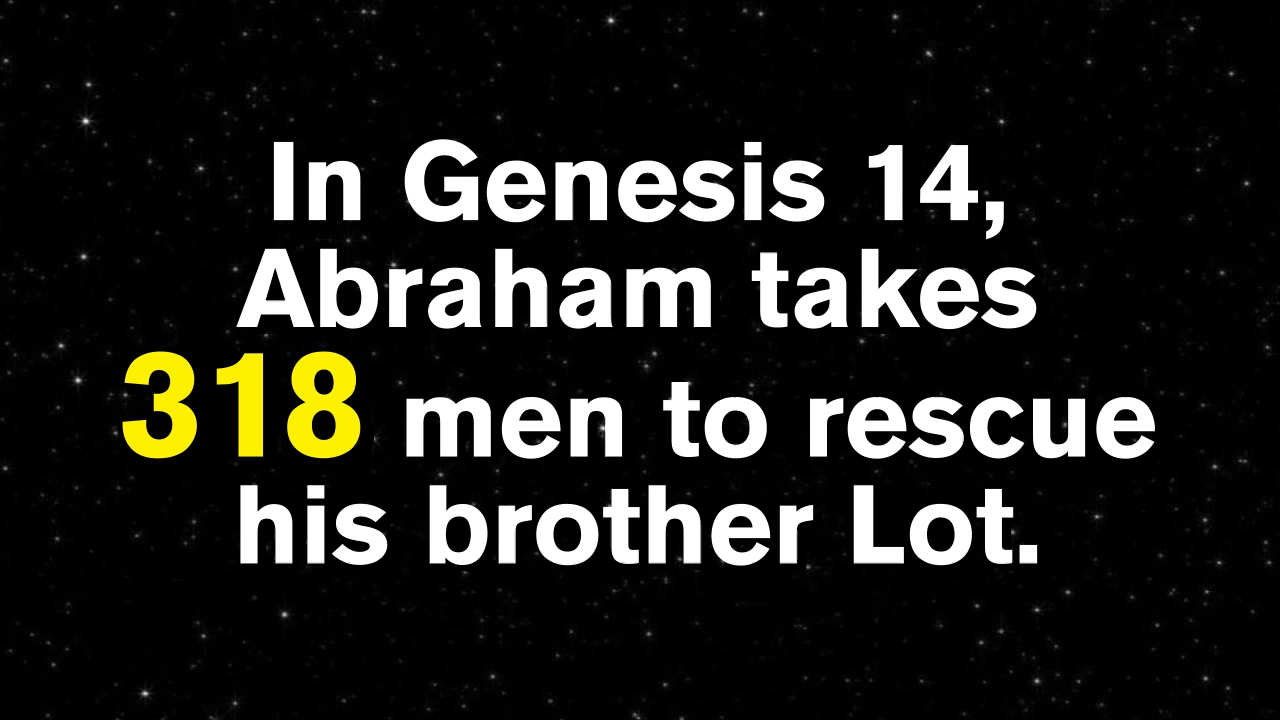 In Genesis 14,
Abraham takes
318 men to rescue
his brother Lot.